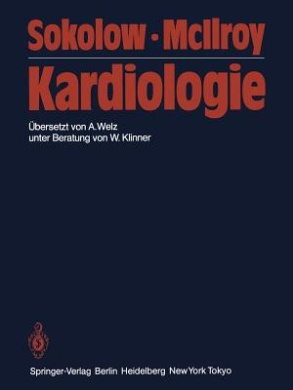 Sokolow · McIlroy
Kardiologie
Übersetzt von A. Welz
unter Beratung von W. Klinner
Springer-Verlag Berlin Heidelberg New York Tokyo